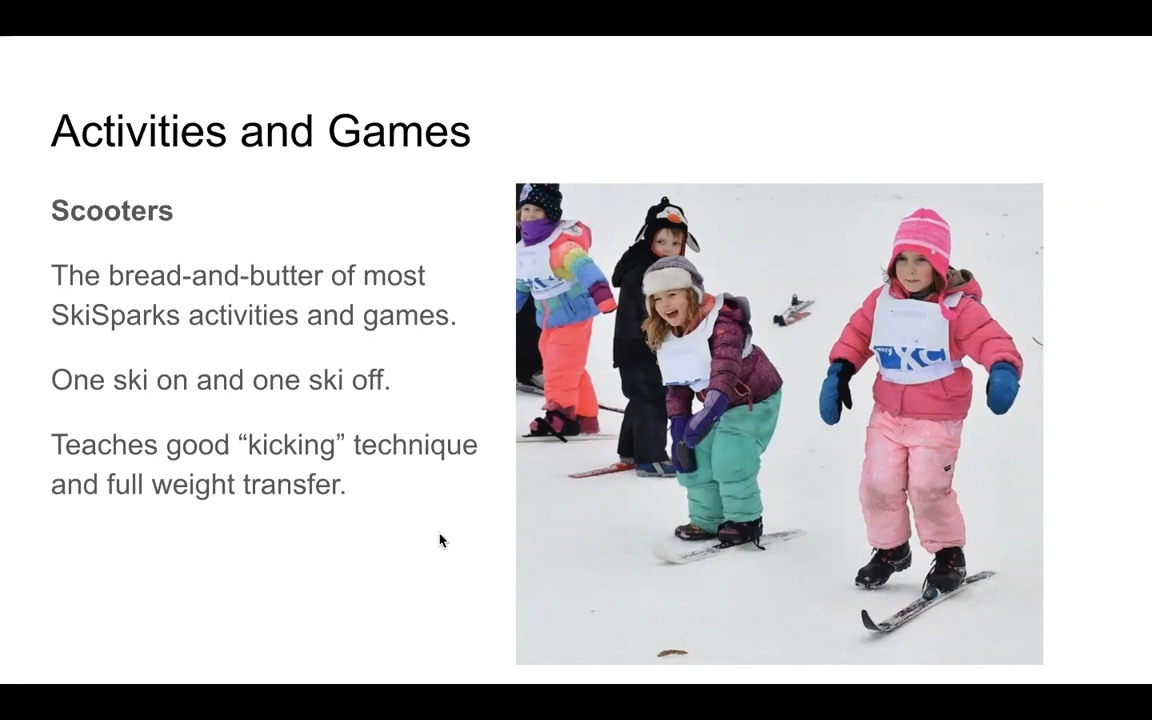 Activities and Games
Scooters
The bread-and-butter of most
SkiSparks activities and games.
One ski on and one ski off.
Teaches good “kicking” technique
and full weight transfer.
XC